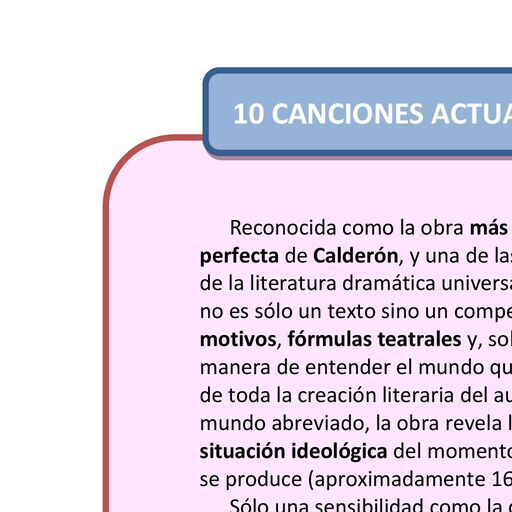 10 CANCIONES ACTUA
Reconocida como la obra más
perfecta de Calderón, y una de las
de la literatura dramática universa
no es sólo un texto sino un compe
motivos, fórmulas teatrales y, sob
manera de entender el mundo qu
de toda la creación literaria del au
mundo abreviado, la obra revela l
situación ideológica del momento
se produce (aproximadamente 16
Sólo una sensibilidad como la